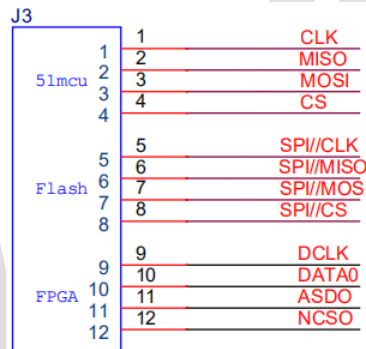 J3
1 1 CLK
2 2 MISO
51mcu 3 3 MOSI
4 4 CS
5 5 SPI//CLK
Flash 6 6 SPI//MISO
7 7 SPI//MOS
8 8 SPI//CS
9 9 DCLK
FPGA 10 10 DATA0
11 11 ASDO
12 12 NCSO